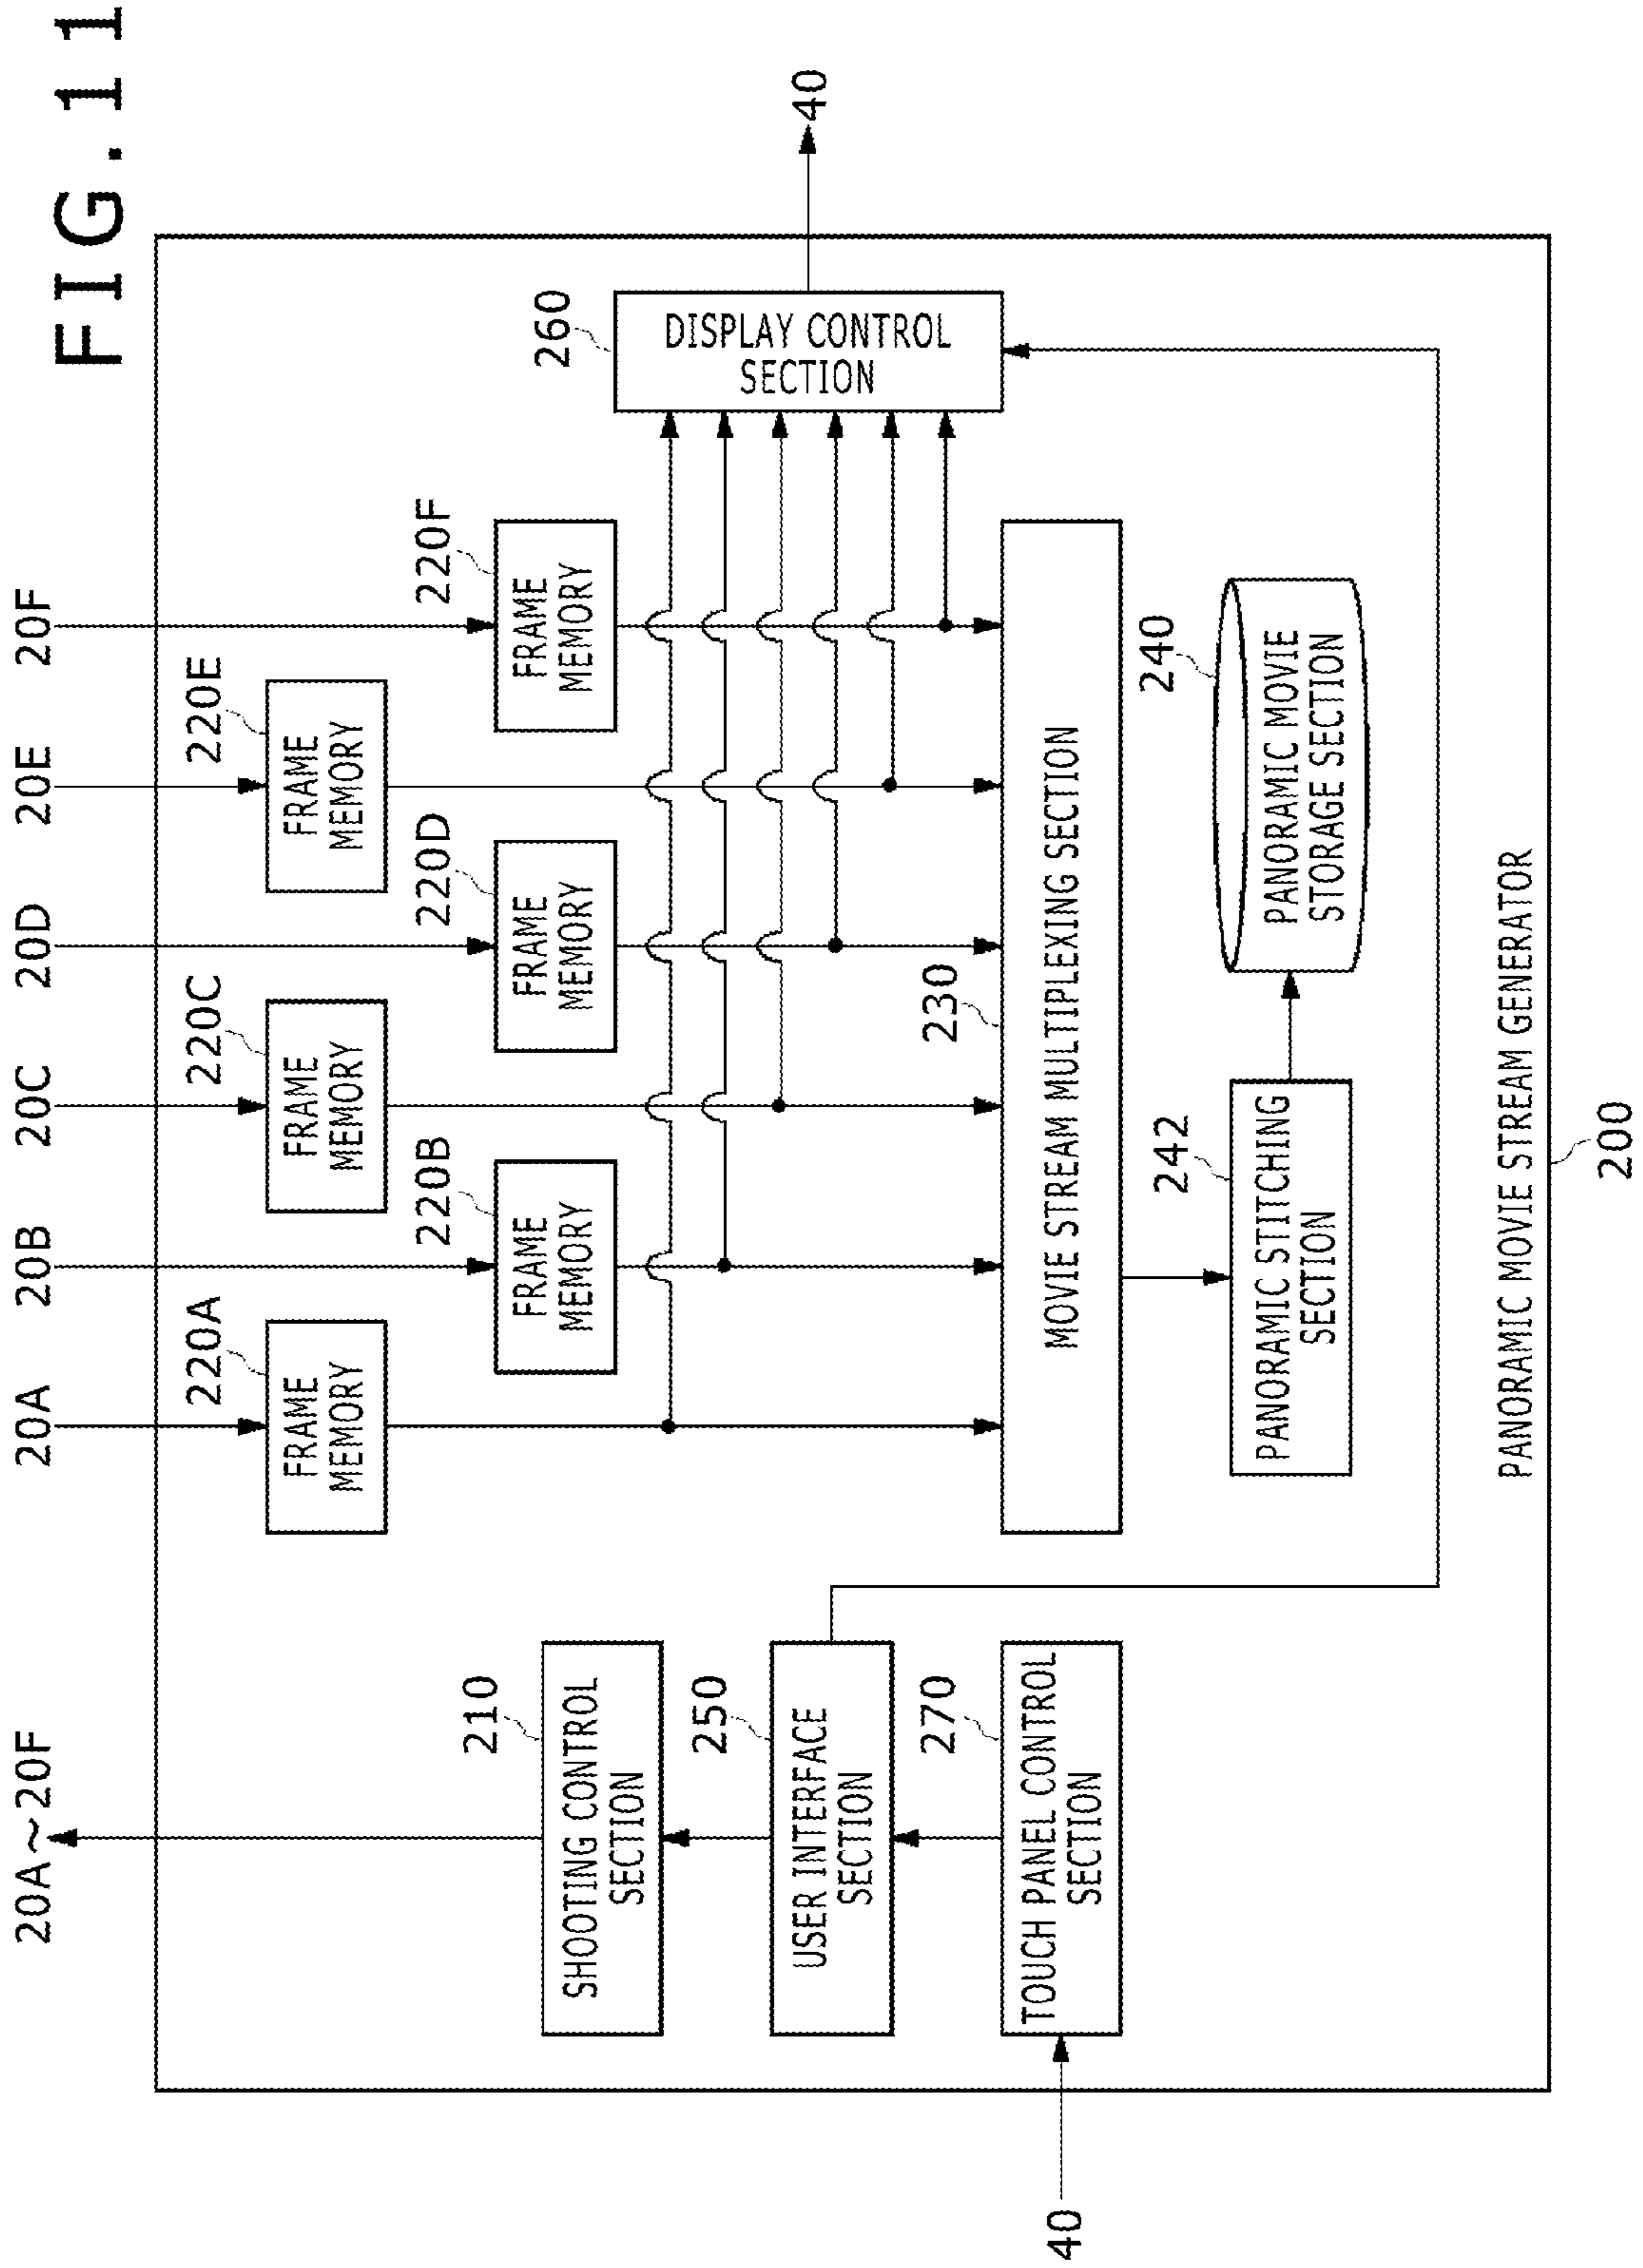 FIG.11
20A~20F
20A
20B
20C
20D
20E
20F
220A
FRAME
MEMORY
220C
FRAME
MEMORY
220E
FRAME
MEMORY
220B
FRAME
MEMORY
220D
FRAME
MEMORY
220F
FRAME
MEMORY
210
SHOOTING CONTROL
SECTION
260
DISPLAY CONTROL
SECTION
40
250
USER INTERFACE
SECTION
230
MOVIE STREAM MULTIPLEXING SECTION
270
TOUCH PANEL CONTROL
SECTION
40
242
PANORAMIC STITCHING
SECTION
240
PANORAMIC MOVIE
STORAGE SECTION
PANORAMIC MOVIE STREAM GENERATOR
200